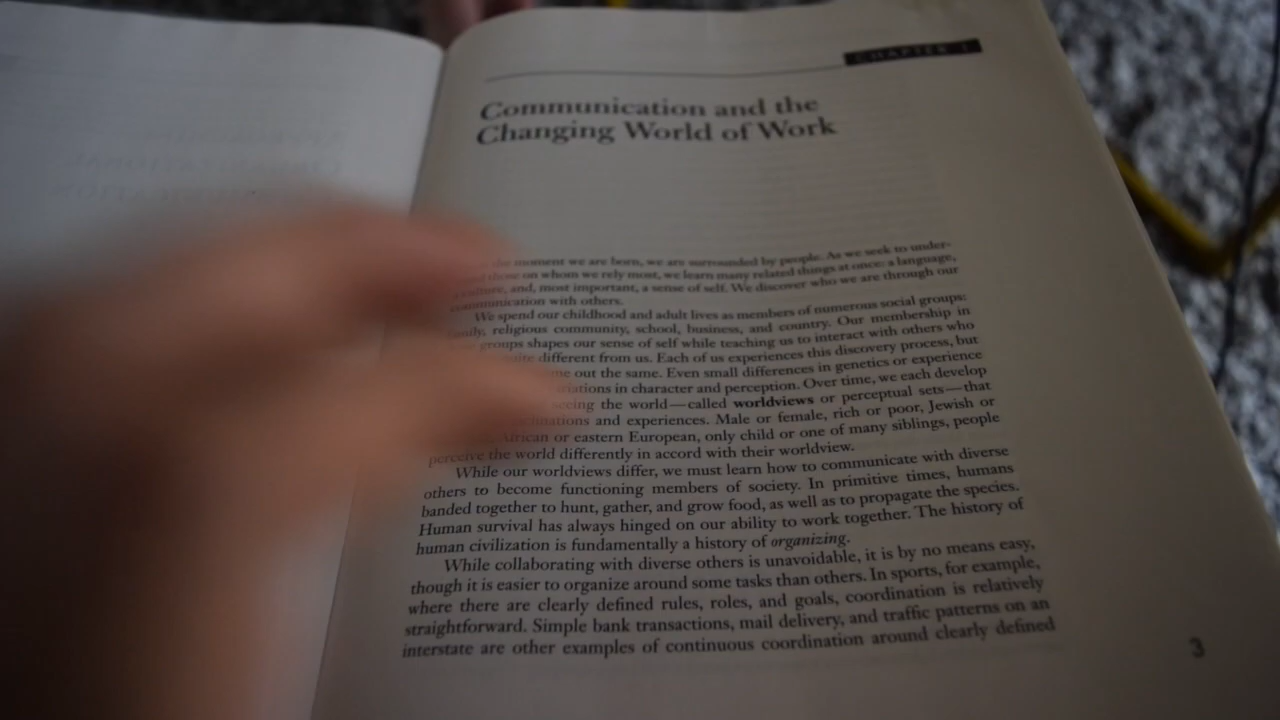 CHAPTER 1
Communication and the
Changing World of Work
the moment we are born, we are surrounded by people. As we seek to under-
those on whom we rely most, we learn many related things at once: a language,
culture, and, most important, a sense of self. We discover who we are through our
communication with others.
We spend our childhood and adult lives as members of numerous social groups:
family, religious community, school, business, and country. Our membership in
groups shapes our sense of self while teaching us to interact with others who
quite different from us. Each of us experiences this discovery process, but
out the same. Even small differences in genetics or experience
in character and perception. Over time, we each develop
seeing the world—called worldviews or perceptual sets—that
and experiences. Male or female, rich or poor, Jewish or
African or eastern European, only child or one of many siblings, people
perceive the world differently in accord with their worldview.
While our worldviews differ, we must learn how to communicate with diverse
others to become functioning members of society. In primitive times, humans
banded together to hunt, gather, and grow food, as well as to propagate the species.
Human survival has always hinged on our ability to work together. The history of
human civilization is fundamentally a history of organizing.
While collaborating with diverse others is unavoidable, it is by no means easy,
though it is easier to organize around some tasks than others. In sports, for example,
where there are clearly defined rules, roles, and goals, coordination is relatively
straightforward. Simple bank transactions, mail delivery, and traffic patterns on an
interstate are other examples of continuous coordination around clearly defined
3